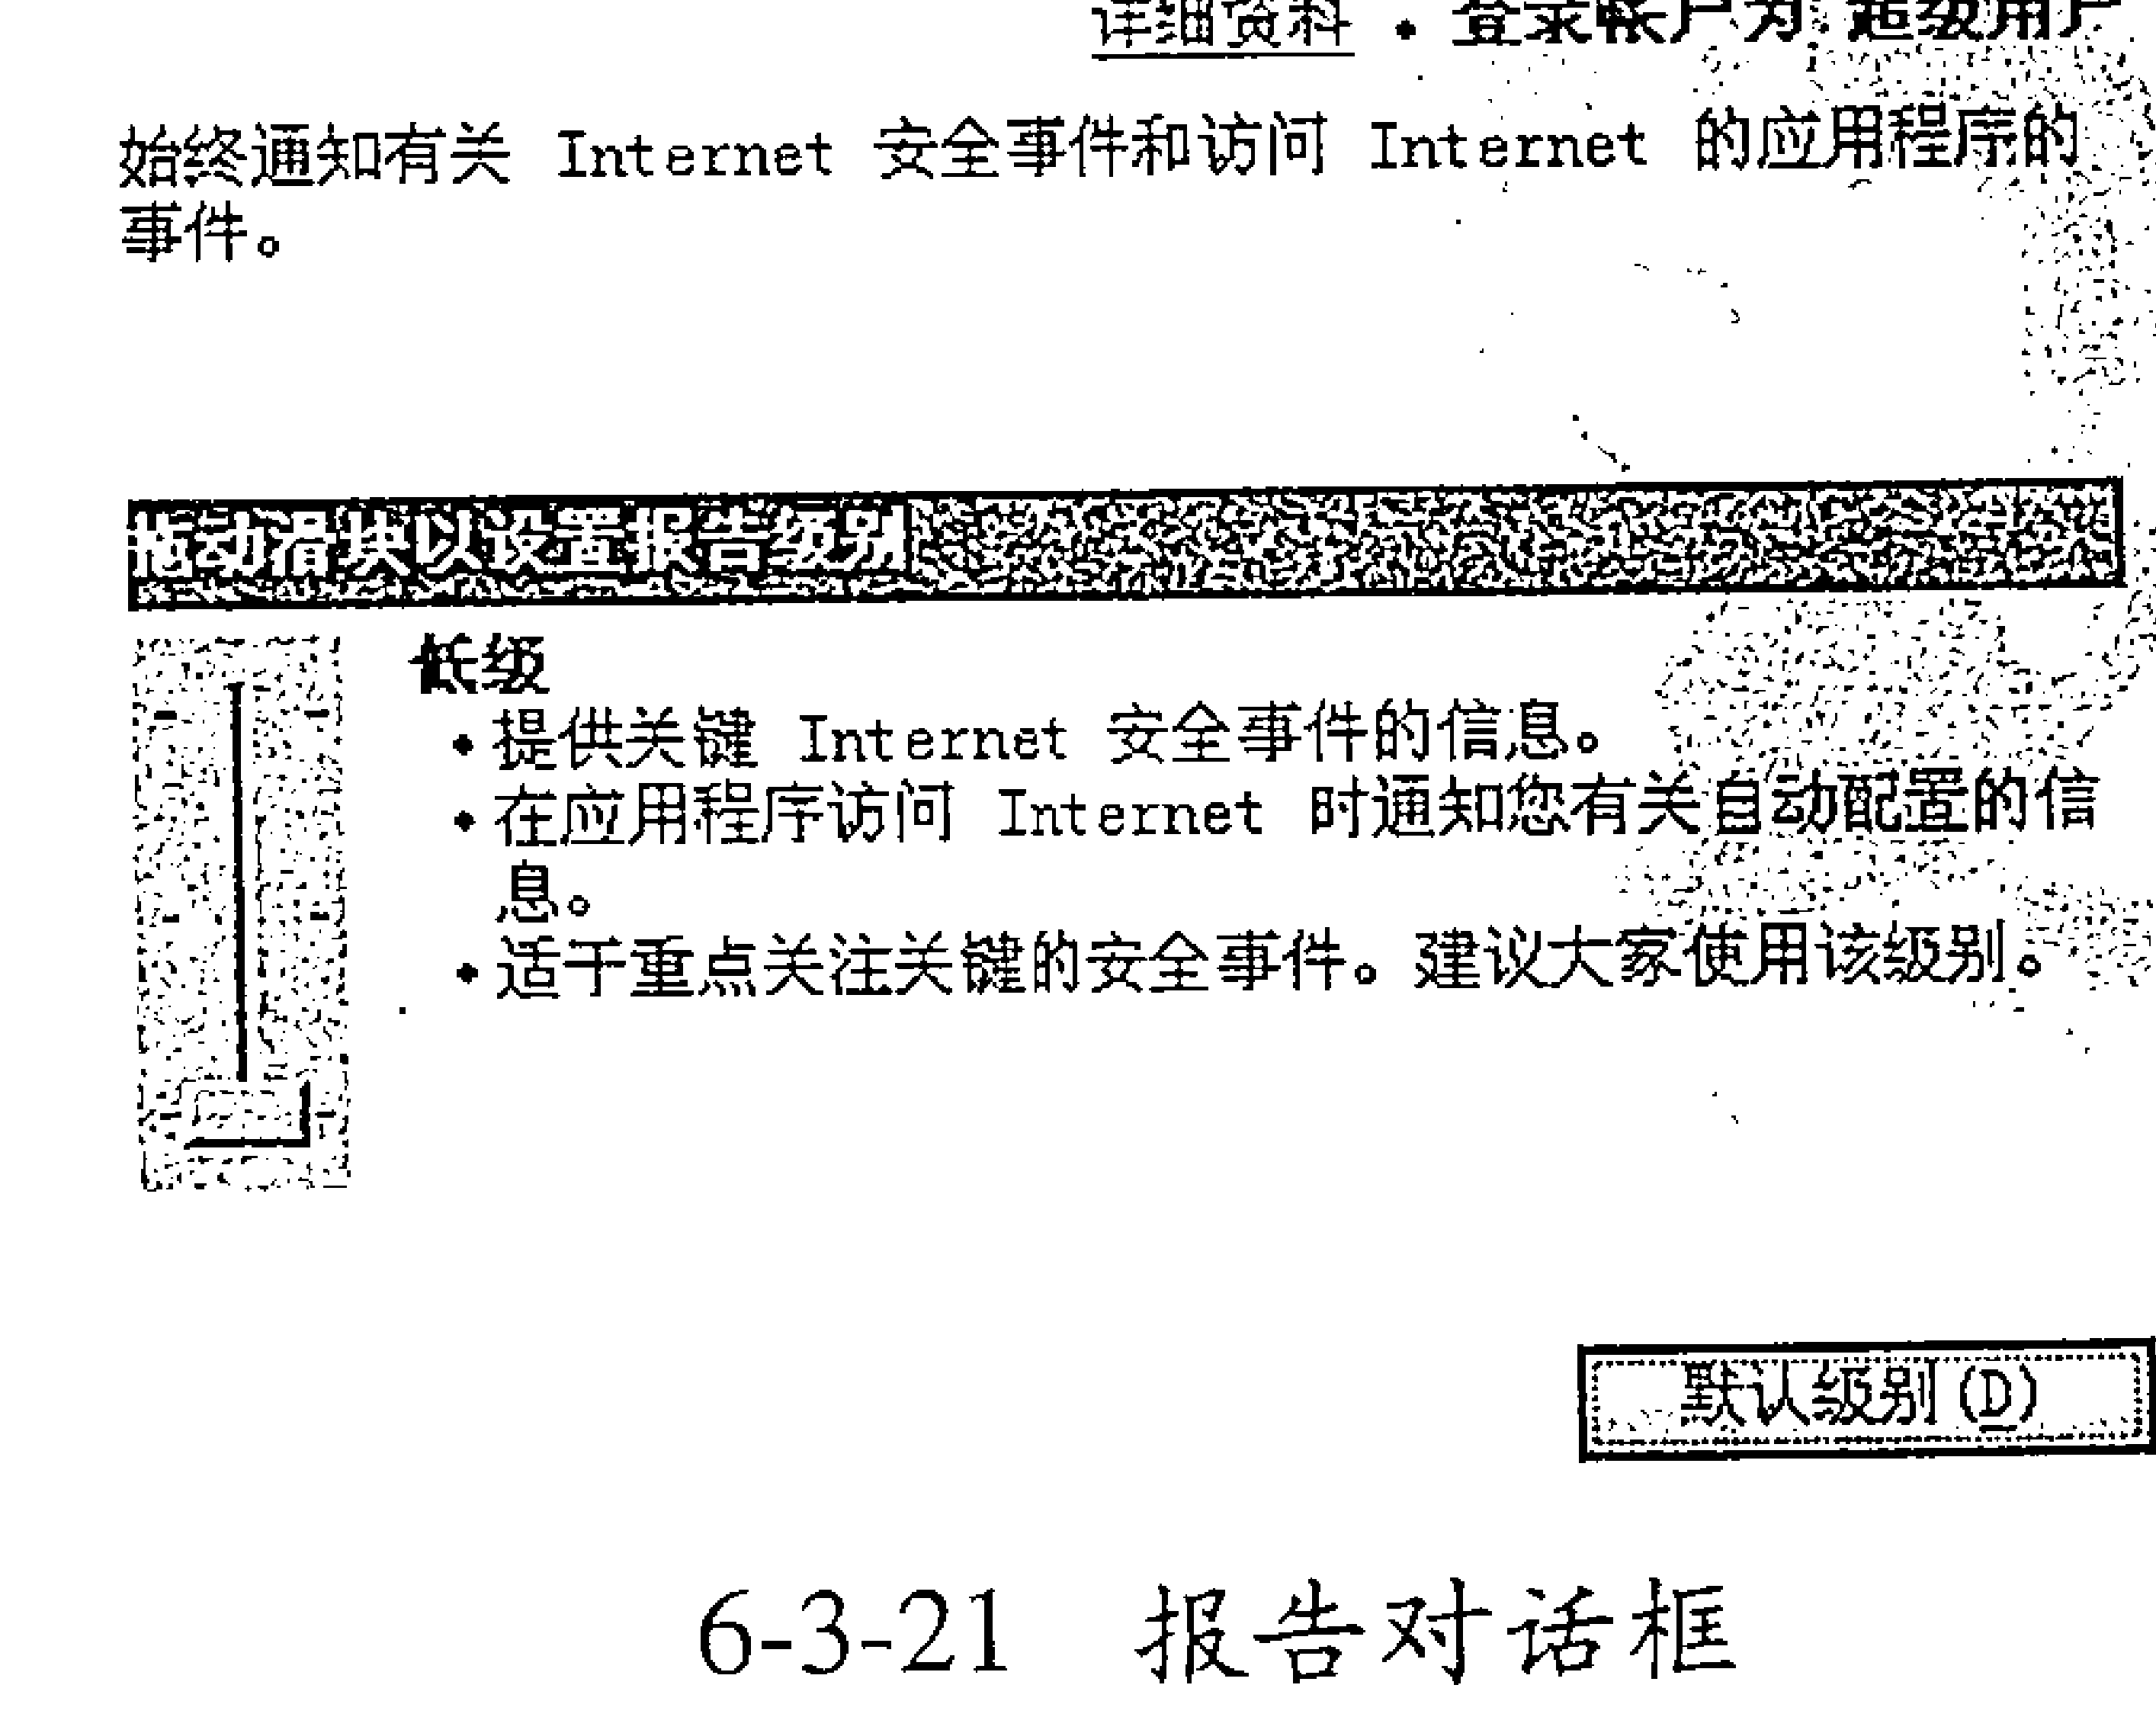 详细资料 • 登录帐户为: 超级用户
始终通知有关 Internet 安全事件和访问 Internet 的应用程序的
事件。
拖动滑块以设置报告级别
低级
• 提供关键 Internet 安全事件的信息。
• 在应用程序访问 Internet 时通知您有关自动配置的信
息。
• 适于重点关注关键的安全事件。建议大家使用该级别。
默认级别(D)
6-3-21 报告对话框